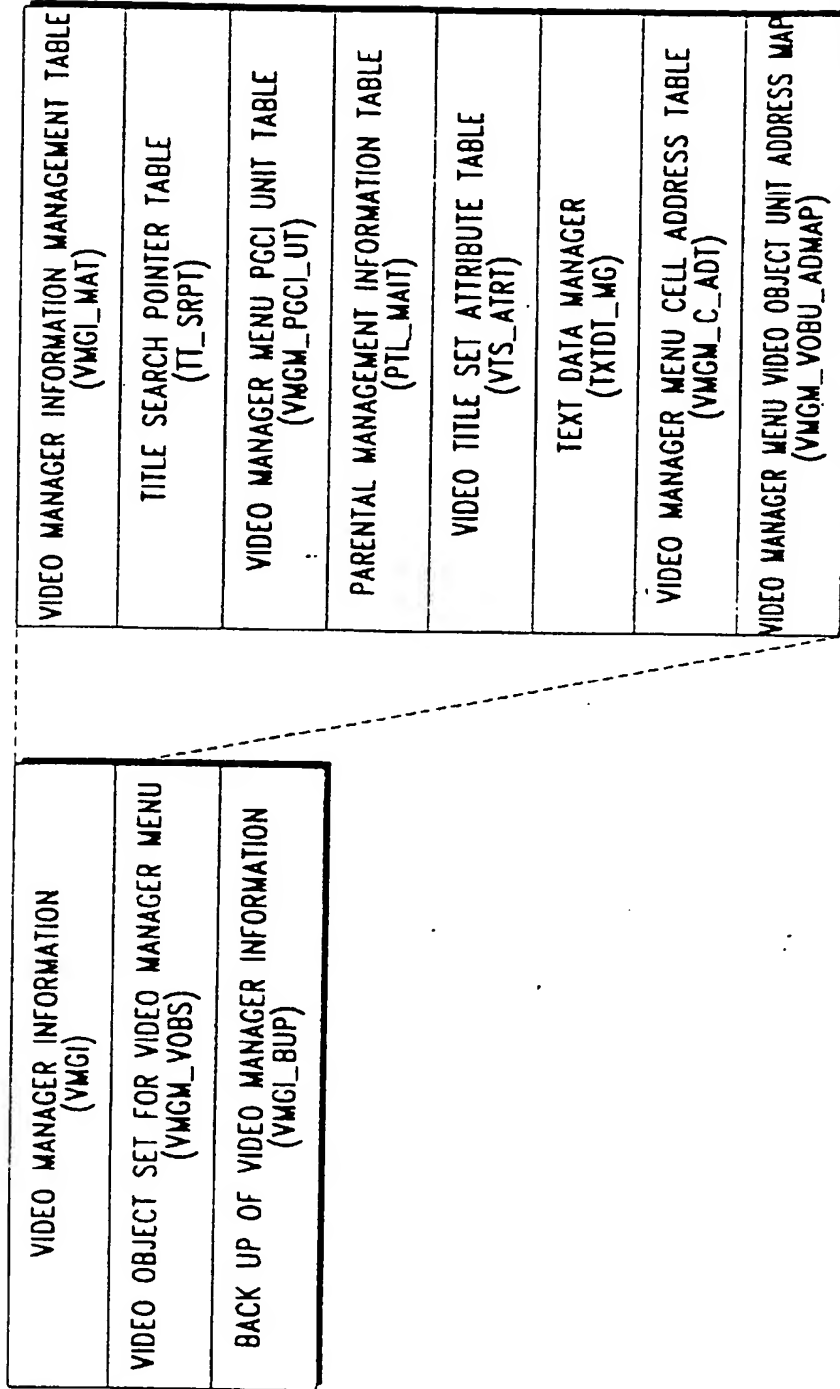 VIDEO MANAGER INFORMATION
(VMGI)
VIDEO OBJECT SET FOR VIDEO MANAGER MENU
(VMGM_VOBS)
BACK UP OF VIDEO MANAGER INFORMATION
(VMGI_BUP)
VIDEO MANAGER INFORMATION MANAGEMENT TABLE
(VMGI_MAT)
TITLE SEARCH POINTER TABLE
(TT_SRPT)
VIDEO MANAGER MENU PGCI UNIT TABLE
(VMGM_PGCI_UT)
PARENTAL MANAGEMENT INFORMATION TABLE
(PTL_MAIT)
VIDEO TITLE SET ATTRIBUTE TABLE
(VTS_ATRT)
TEXT DATA MANAGER
(TXTDT_MG)
VIDEO MANAGER MENU CELL ADDRESS TABLE
(VMGM_C_ADT)
VIDEO MANAGER MENU VIDEO OBJECT UNIT ADDRESS MAP
(VMGM_VOBU_ADMAP)